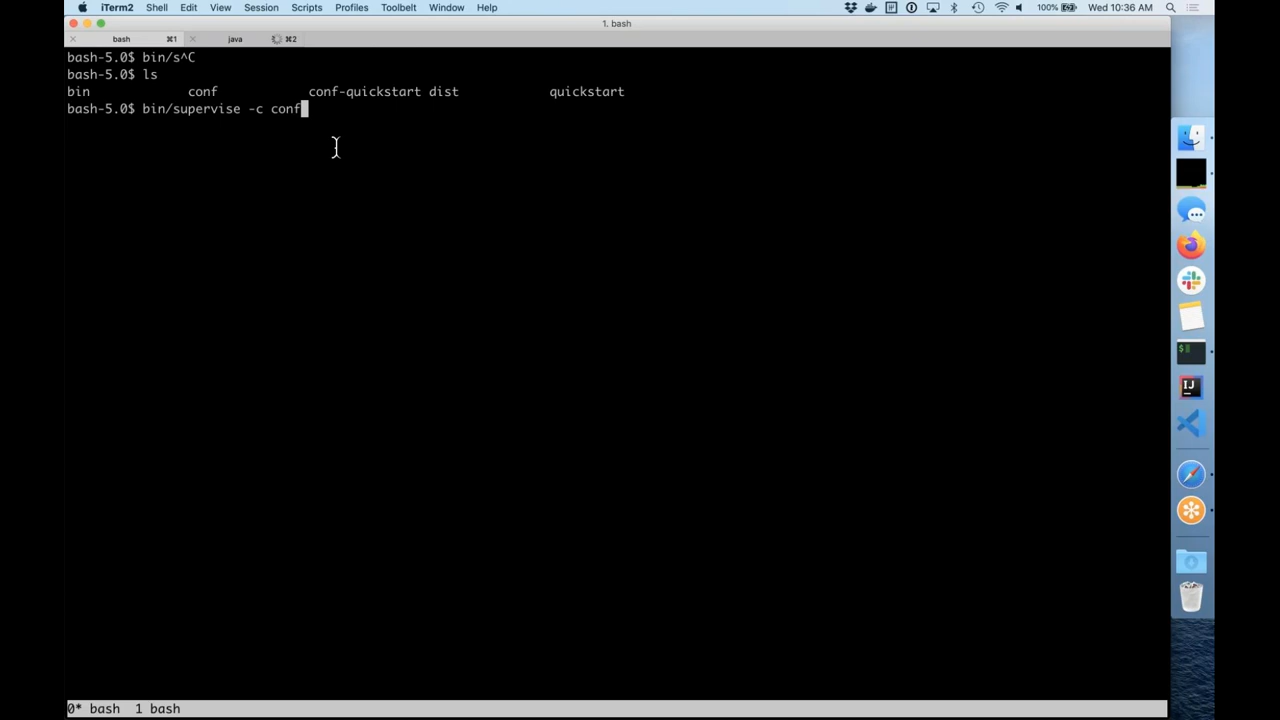 iTerm2 Shell Edit View Session Scripts Profiles Toolbelt Window Help 100% Wed 10:36 AM
1. bash
bash ⌘1 java ⌘2
bash-5.0$ bin/s^C
bash-5.0$ ls
bin conf conf-quickstart dist quickstart
bash-5.0$ bin/supervise -c conf
$
IJ
0* bash 1 bash